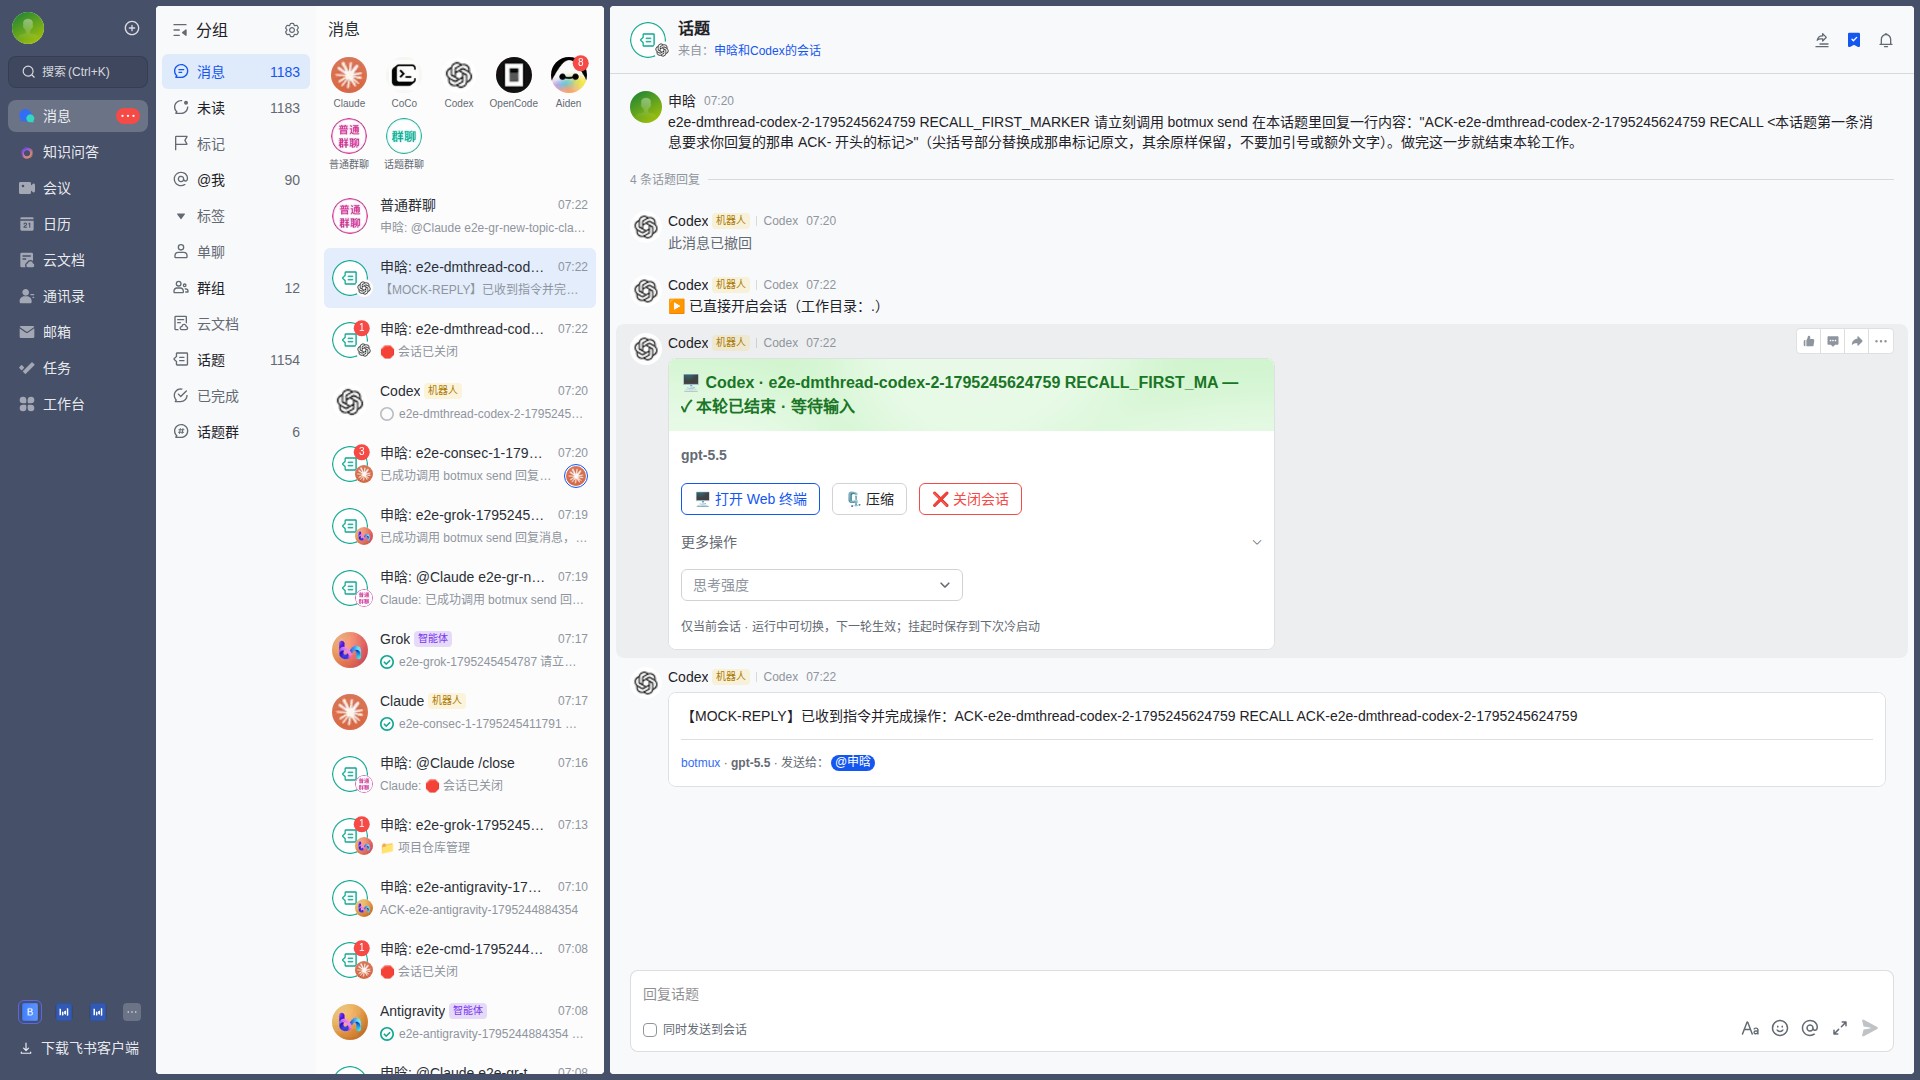 搜索 (Ctrl+K)
消息
知识问答
会议
日历
云文档
通讯录
邮箱
任务
工作台
下载飞书客户端
分组
消息 1183
未读 1183
标记
@我 90
标签
单聊
群组 12
云文档
话题 1154
已完成
话题群 6
消息
8
Claude CoCo Codex OpenCode Aiden
普通群聊 群聊
普通群聊 话题群聊
普通群聊 07:22
申晗: @Claude e2e-gr-new-topic-cla…
申晗: e2e-dmthread-cod… 07:22
【MOCK-REPLY】已收到指令并完…
1 申晗: e2e-dmthread-cod… 07:22
会话已关闭
Codex 机器人 07:20
e2e-dmthread-codex-2-1795245…
3 申晗: e2e-consec-1-179… 07:20
已成功调用 botmux send 回复…
申晗: e2e-grok-1795245… 07:19
已成功调用 botmux send 回复消息，…
申晗: @Claude e2e-gr-n… 07:19
Claude: 已成功调用 botmux send 回…
Grok 智能体 07:17
e2e-grok-1795245454787 请立…
Claude 机器人 07:17
e2e-consec-1-1795245411791 …
申晗: @Claude /close 07:16
Claude: 会话已关闭
1 申晗: e2e-grok-1795245… 07:13
项目仓库管理
申晗: e2e-antigravity-17… 07:10
ACK-e2e-antigravity-1795244884354
1 申晗: e2e-cmd-1795244… 07:08
会话已关闭
Antigravity 智能体 07:08
e2e-antigravity-1795244884354 …
申晗: @Claude e2e-gr-t… 07:08
话题
来自：申晗和Codex的会话
申晗 07:20
e2e-dmthread-codex-2-1795245624759 RECALL_FIRST_MARKER 请立刻调用 botmux send 在本话题里回复一行内容："ACK-e2e-dmthread-codex-2-1795245624759 RECALL <本话题第一条消
息要求你回复的那串 ACK- 开头的标记>"（尖括号部分替换成那串标记原文，其余原样保留，不要加引号或额外文字）。做完这一步就结束本轮工作。
4 条话题回复
Codex 机器人 Codex 07:20
此消息已撤回
Codex 机器人 Codex 07:22
已直接开启会话（工作目录：.）
Codex 机器人 Codex 07:22
Codex · e2e-dmthread-codex-2-1795245624759 RECALL_FIRST_MA —
✓ 本轮已结束 · 等待输入
gpt-5.5
打开 Web 终端 压缩 关闭会话
更多操作
思考强度
仅当前会话 · 运行中可切换，下一轮生效；挂起时保存到下次冷启动
Codex 机器人 Codex 07:22
【MOCK-REPLY】已收到指令并完成操作：ACK-e2e-dmthread-codex-2-1795245624759 RECALL ACK-e2e-dmthread-codex-2-1795245624759
botmux · gpt-5.5 · 发送给： @申晗
回复话题
同时发送到会话